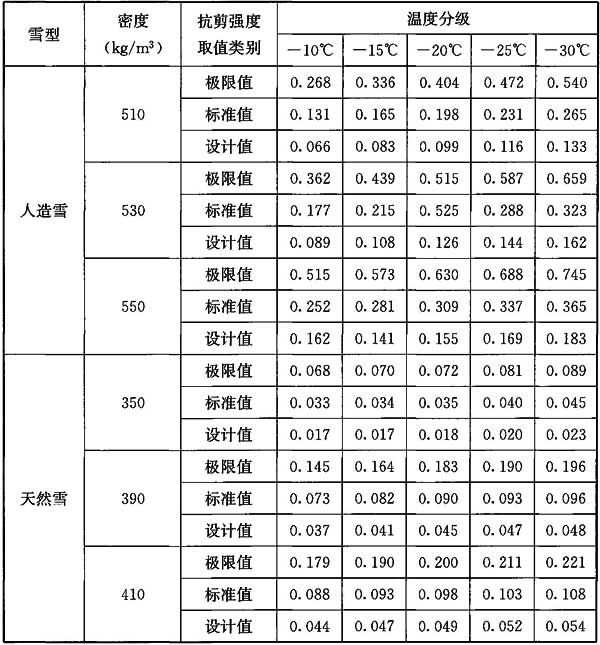 雪型 密度 (kg/m³) 抗剪强度取值类别 温度分级
-10℃ -15℃ -20℃ -25℃ -30℃
人造雪 510 极限值 0.268 0.336 0.404 0.472 0.540
标准值 0.131 0.165 0.198 0.231 0.265
设计值 0.066 0.083 0.099 0.116 0.133
530 极限值 0.362 0.439 0.515 0.587 0.659
标准值 0.177 0.215 0.525 0.288 0.323
设计值 0.089 0.108 0.126 0.144 0.162
550 极限值 0.515 0.573 0.630 0.688 0.745
标准值 0.252 0.281 0.309 0.337 0.365
设计值 0.162 0.141 0.155 0.169 0.183
天然雪 350 极限值 0.068 0.070 0.072 0.081 0.089
标准值 0.033 0.034 0.035 0.040 0.045
设计值 0.017 0.017 0.018 0.020 0.023
390 极限值 0.145 0.164 0.183 0.190 0.196
标准值 0.073 0.082 0.090 0.093 0.096
设计值 0.037 0.041 0.045 0.047 0.048
410 极限值 0.179 0.190 0.200 0.211 0.221
标准值 0.088 0.093 0.098 0.103 0.108
设计值 0.044 0.047 0.049 0.052 0.054